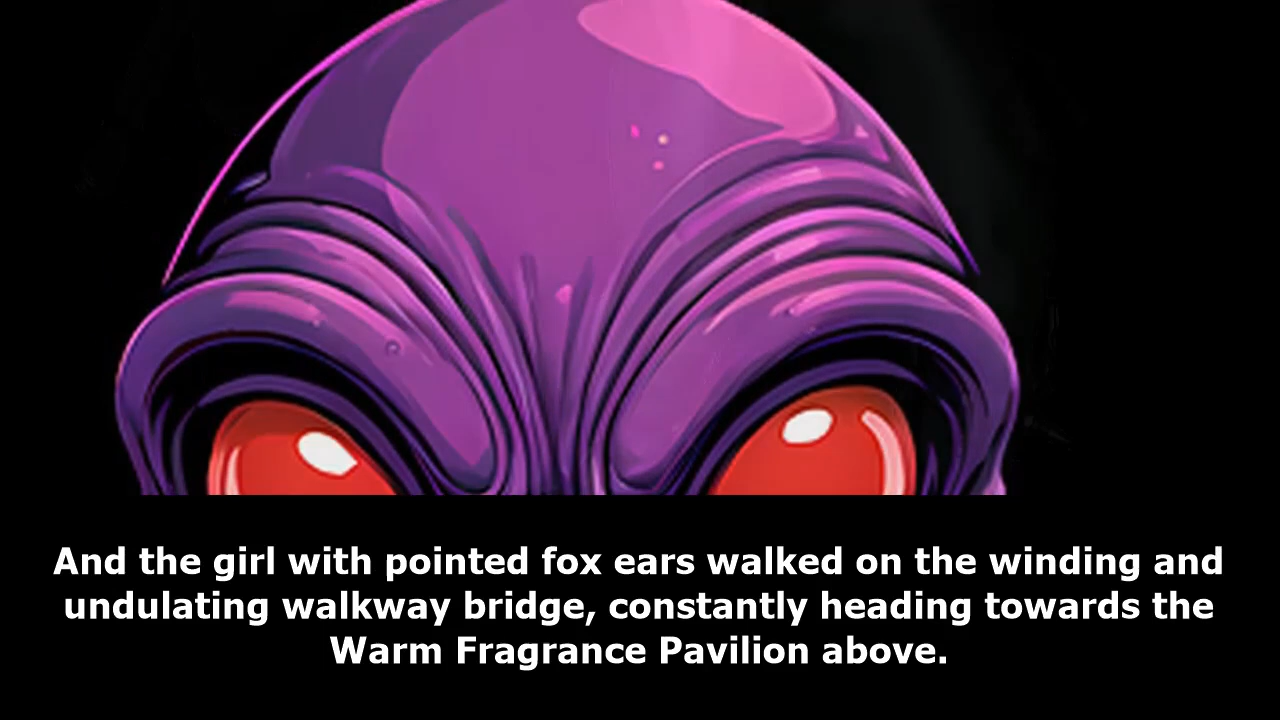 And the girl with pointed fox ears walked on the winding and
undulating walkway bridge, constantly heading towards the
Warm Fragrance Pavilion above.